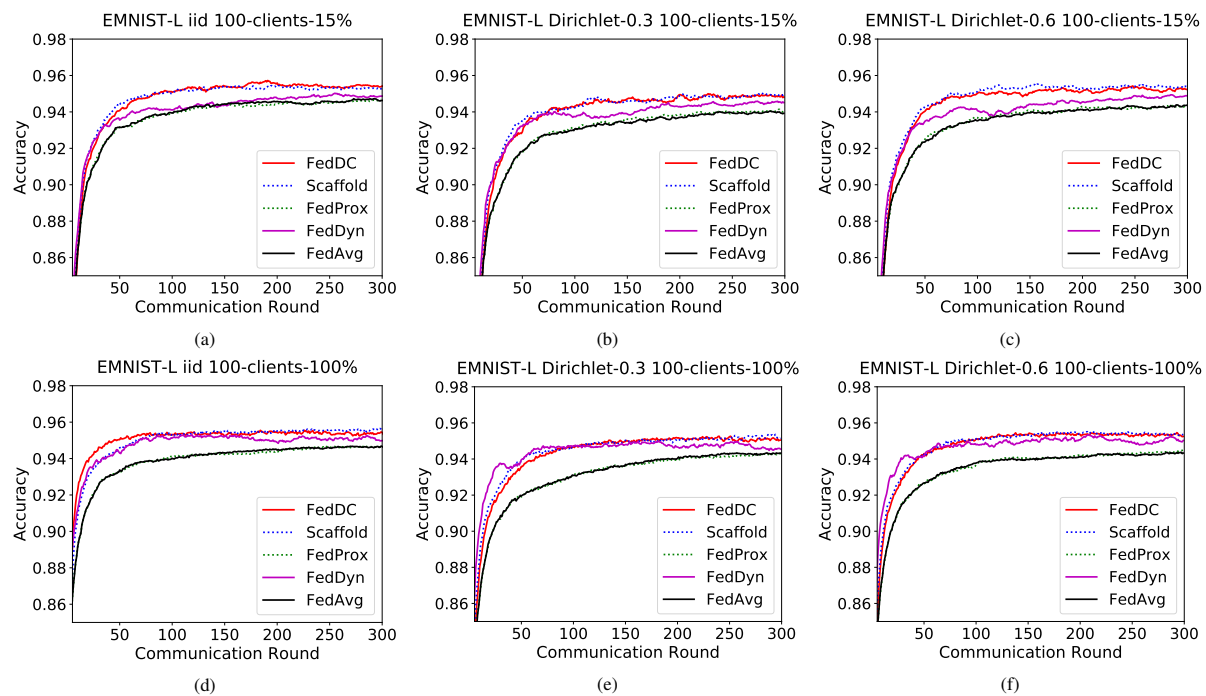 EMNIST-L iid 100-clients-15%
0.98
0.96
0.94
0.92
0.90
0.88
0.86
Accuracy
50 100 150 200 250 300
Communication Round
FedDC
Scaffold
FedProx
FedDyn
FedAvg
(a)
EMNIST-L Dirichlet-0.3 100-clients-15%
0.98
0.96
0.94
0.92
0.90
0.88
0.86
Accuracy
50 100 150 200 250 300
Communication Round
FedDC
Scaffold
FedProx
FedDyn
FedAvg
(b)
EMNIST-L Dirichlet-0.6 100-clients-15%
0.98
0.96
0.94
0.92
0.90
0.88
0.86
Accuracy
50 100 150 200 250 300
Communication Round
FedDC
Scaffold
FedProx
FedDyn
FedAvg
(c)
EMNIST-L iid 100-clients-100%
0.98
0.96
0.94
0.92
0.90
0.88
0.86
Accuracy
50 100 150 200 250 300
Communication Round
FedDC
Scaffold
FedProx
FedDyn
FedAvg
(d)
EMNIST-L Dirichlet-0.3 100-clients-100%
0.98
0.96
0.94
0.92
0.90
0.88
0.86
Accuracy
50 100 150 200 250 300
Communication Round
FedDC
Scaffold
FedProx
FedDyn
FedAvg
(e)
EMNIST-L Dirichlet-0.6 100-clients-100%
0.98
0.96
0.94
0.92
0.90
0.88
0.86
Accuracy
50 100 150 200 250 300
Communication Round
FedDC
Scaffold
FedProx
FedDyn
FedAvg
(f)